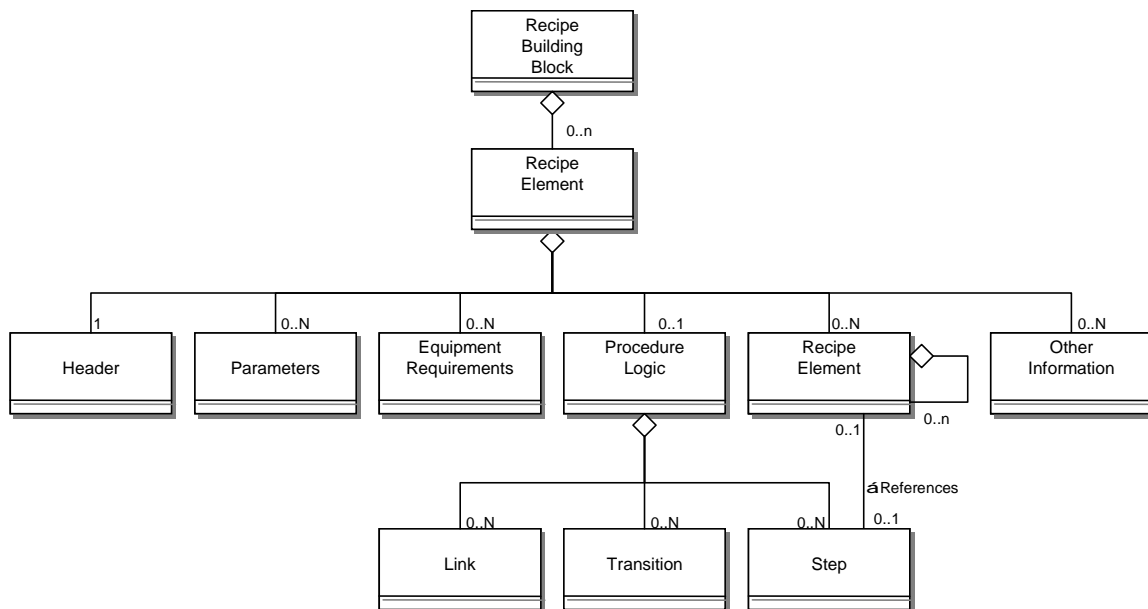 Recipe
Building
Block
0..n
Recipe
Element
1
0..N
0..N
0..1
0..N
0..N
Header
Parameters
Equipment
Requirements
Procedure
Logic
Recipe
Element
Other
Information
0..1
0..n
áReferences
0..N
0..N
0..N
0..1
Link
Transition
Step